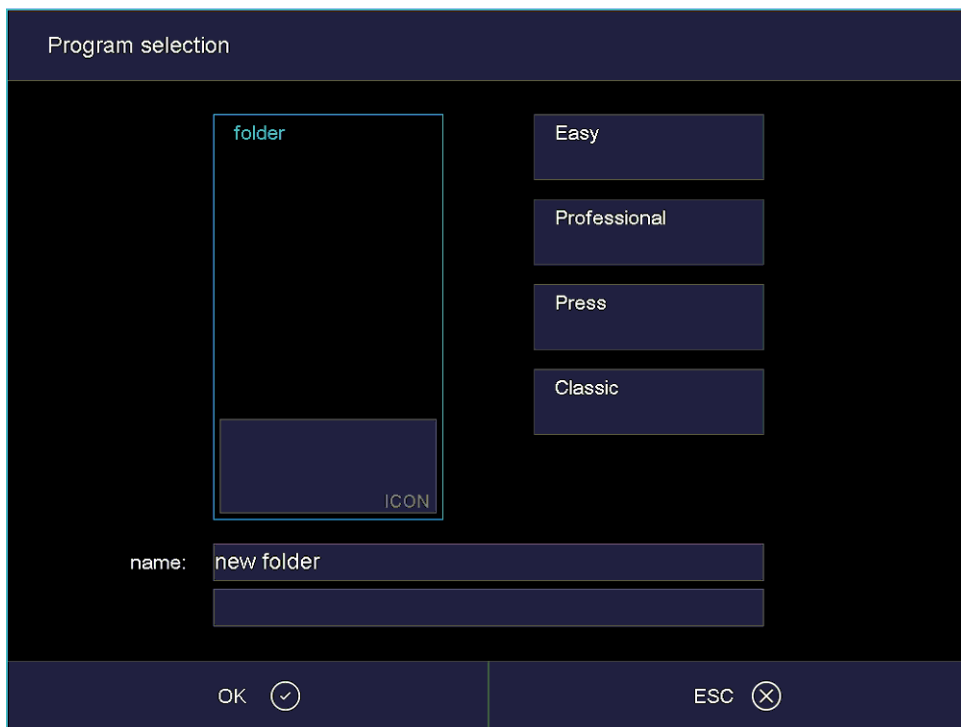 Program selection
folder
Easy
Professional
Press
Classic
ICON
name: new folder
OK
ESC